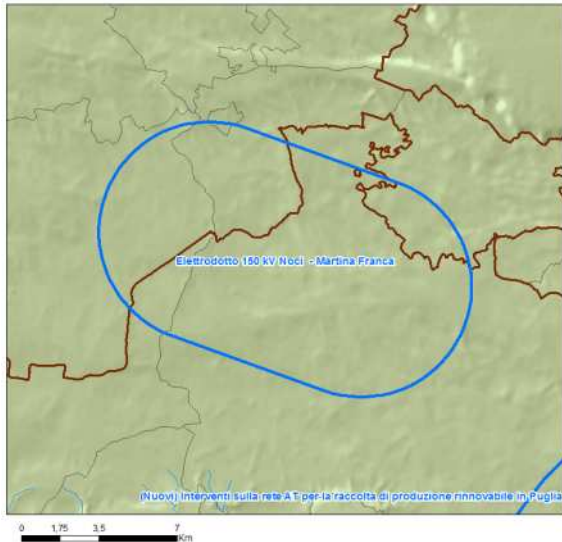 Elettrodotto 150 kV Noci - Martina Franca
(Nuovi) Interventi sulla rete AT per la raccolta di produzione rinnovabile in Puglia
0 1,75 3,5 7
Km